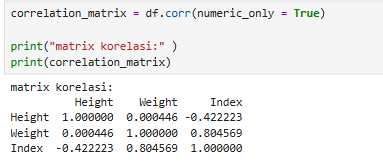 correlation_matrix = df.corr(numeric_only = True)
print("matrix korelasi:" )
print(correlation_matrix)
matrix korelasi:
Height Weight Index
Height 1.000000 0.000446 -0.422223
Weight 0.000446 1.000000 0.804569
Index -0.422223 0.804569 1.000000